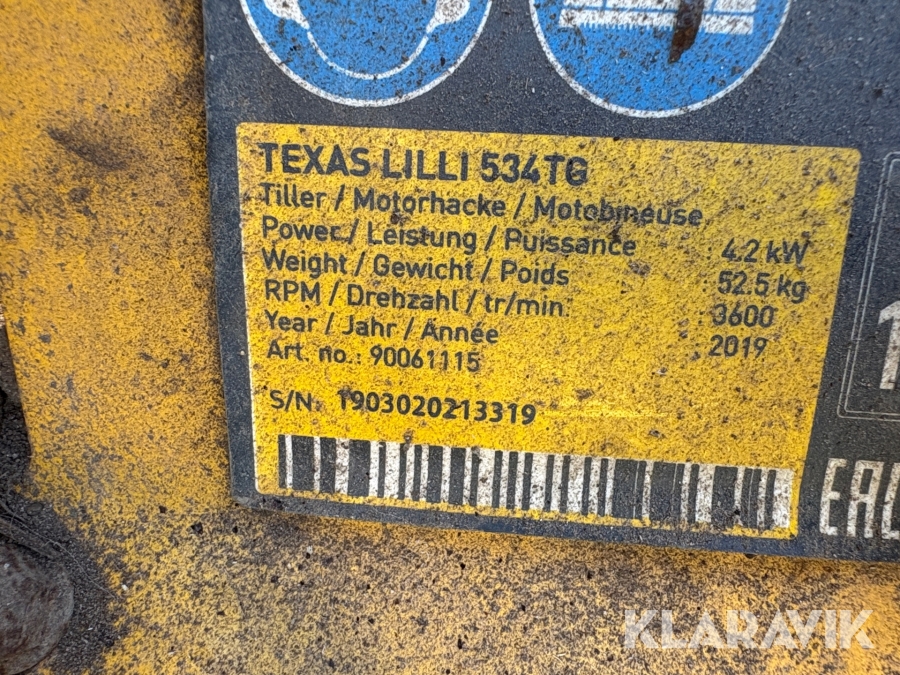 TEXAS LILLI 534TG
Tiller / Motorhacke / Motobineuse
Power / Leistung / Puissance : 4.2 kW
Weight / Gewicht / Poids : 52.5 kg
RPM / Drehzahl / tr/min. : 3600
Year / Jahr / Année : 2019
Art. no.: 90061115
S/N: 1903020213319
EAC
KLARAVIK